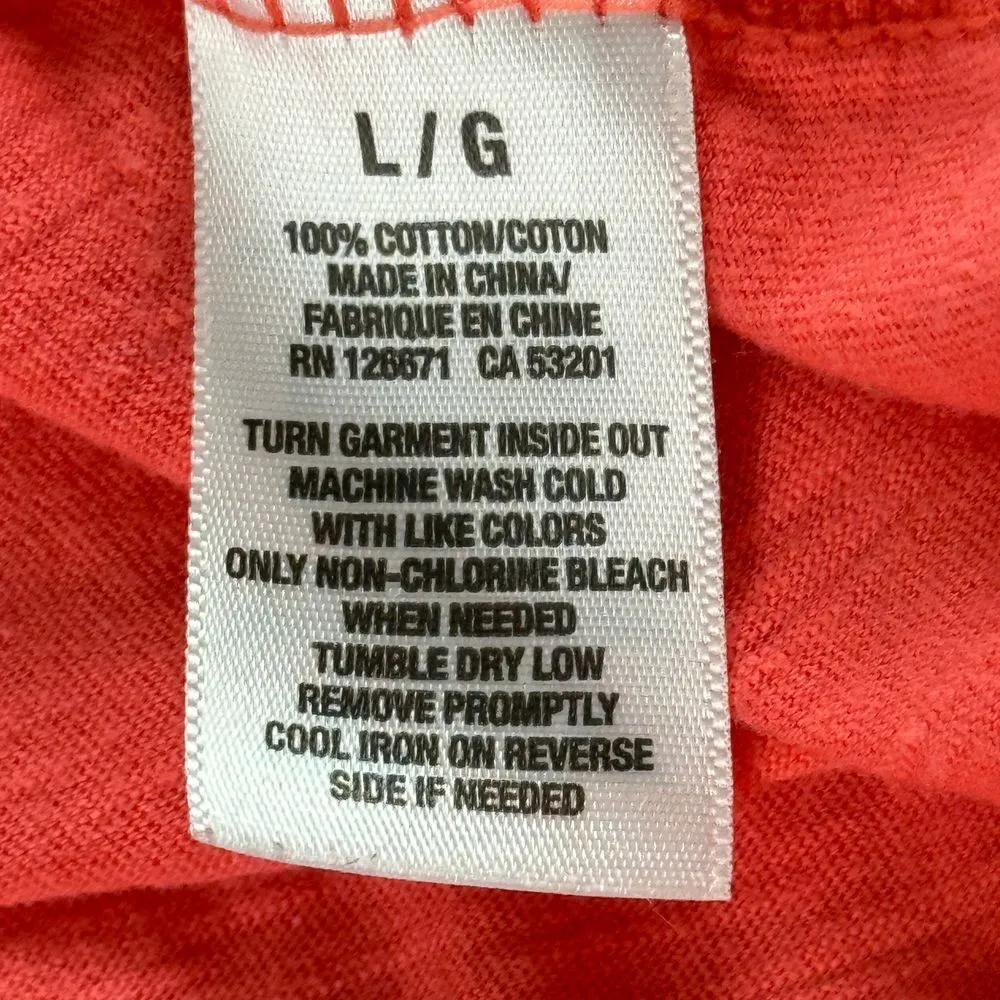 L/G
100% COTTON/COTON
MADE IN CHINA/
FABRIQUE EN CHINE
RN 126671 CA 53201
TURN GARMENT INSIDE OUT
MACHINE WASH COLD
WITH LIKE COLORS
ONLY NON-CHLORINE BLEACH
WHEN NEEDED
TUMBLE DRY LOW
REMOVE PROMPTLY
COOL IRON ON REVERSE
SIDE IF NEEDED